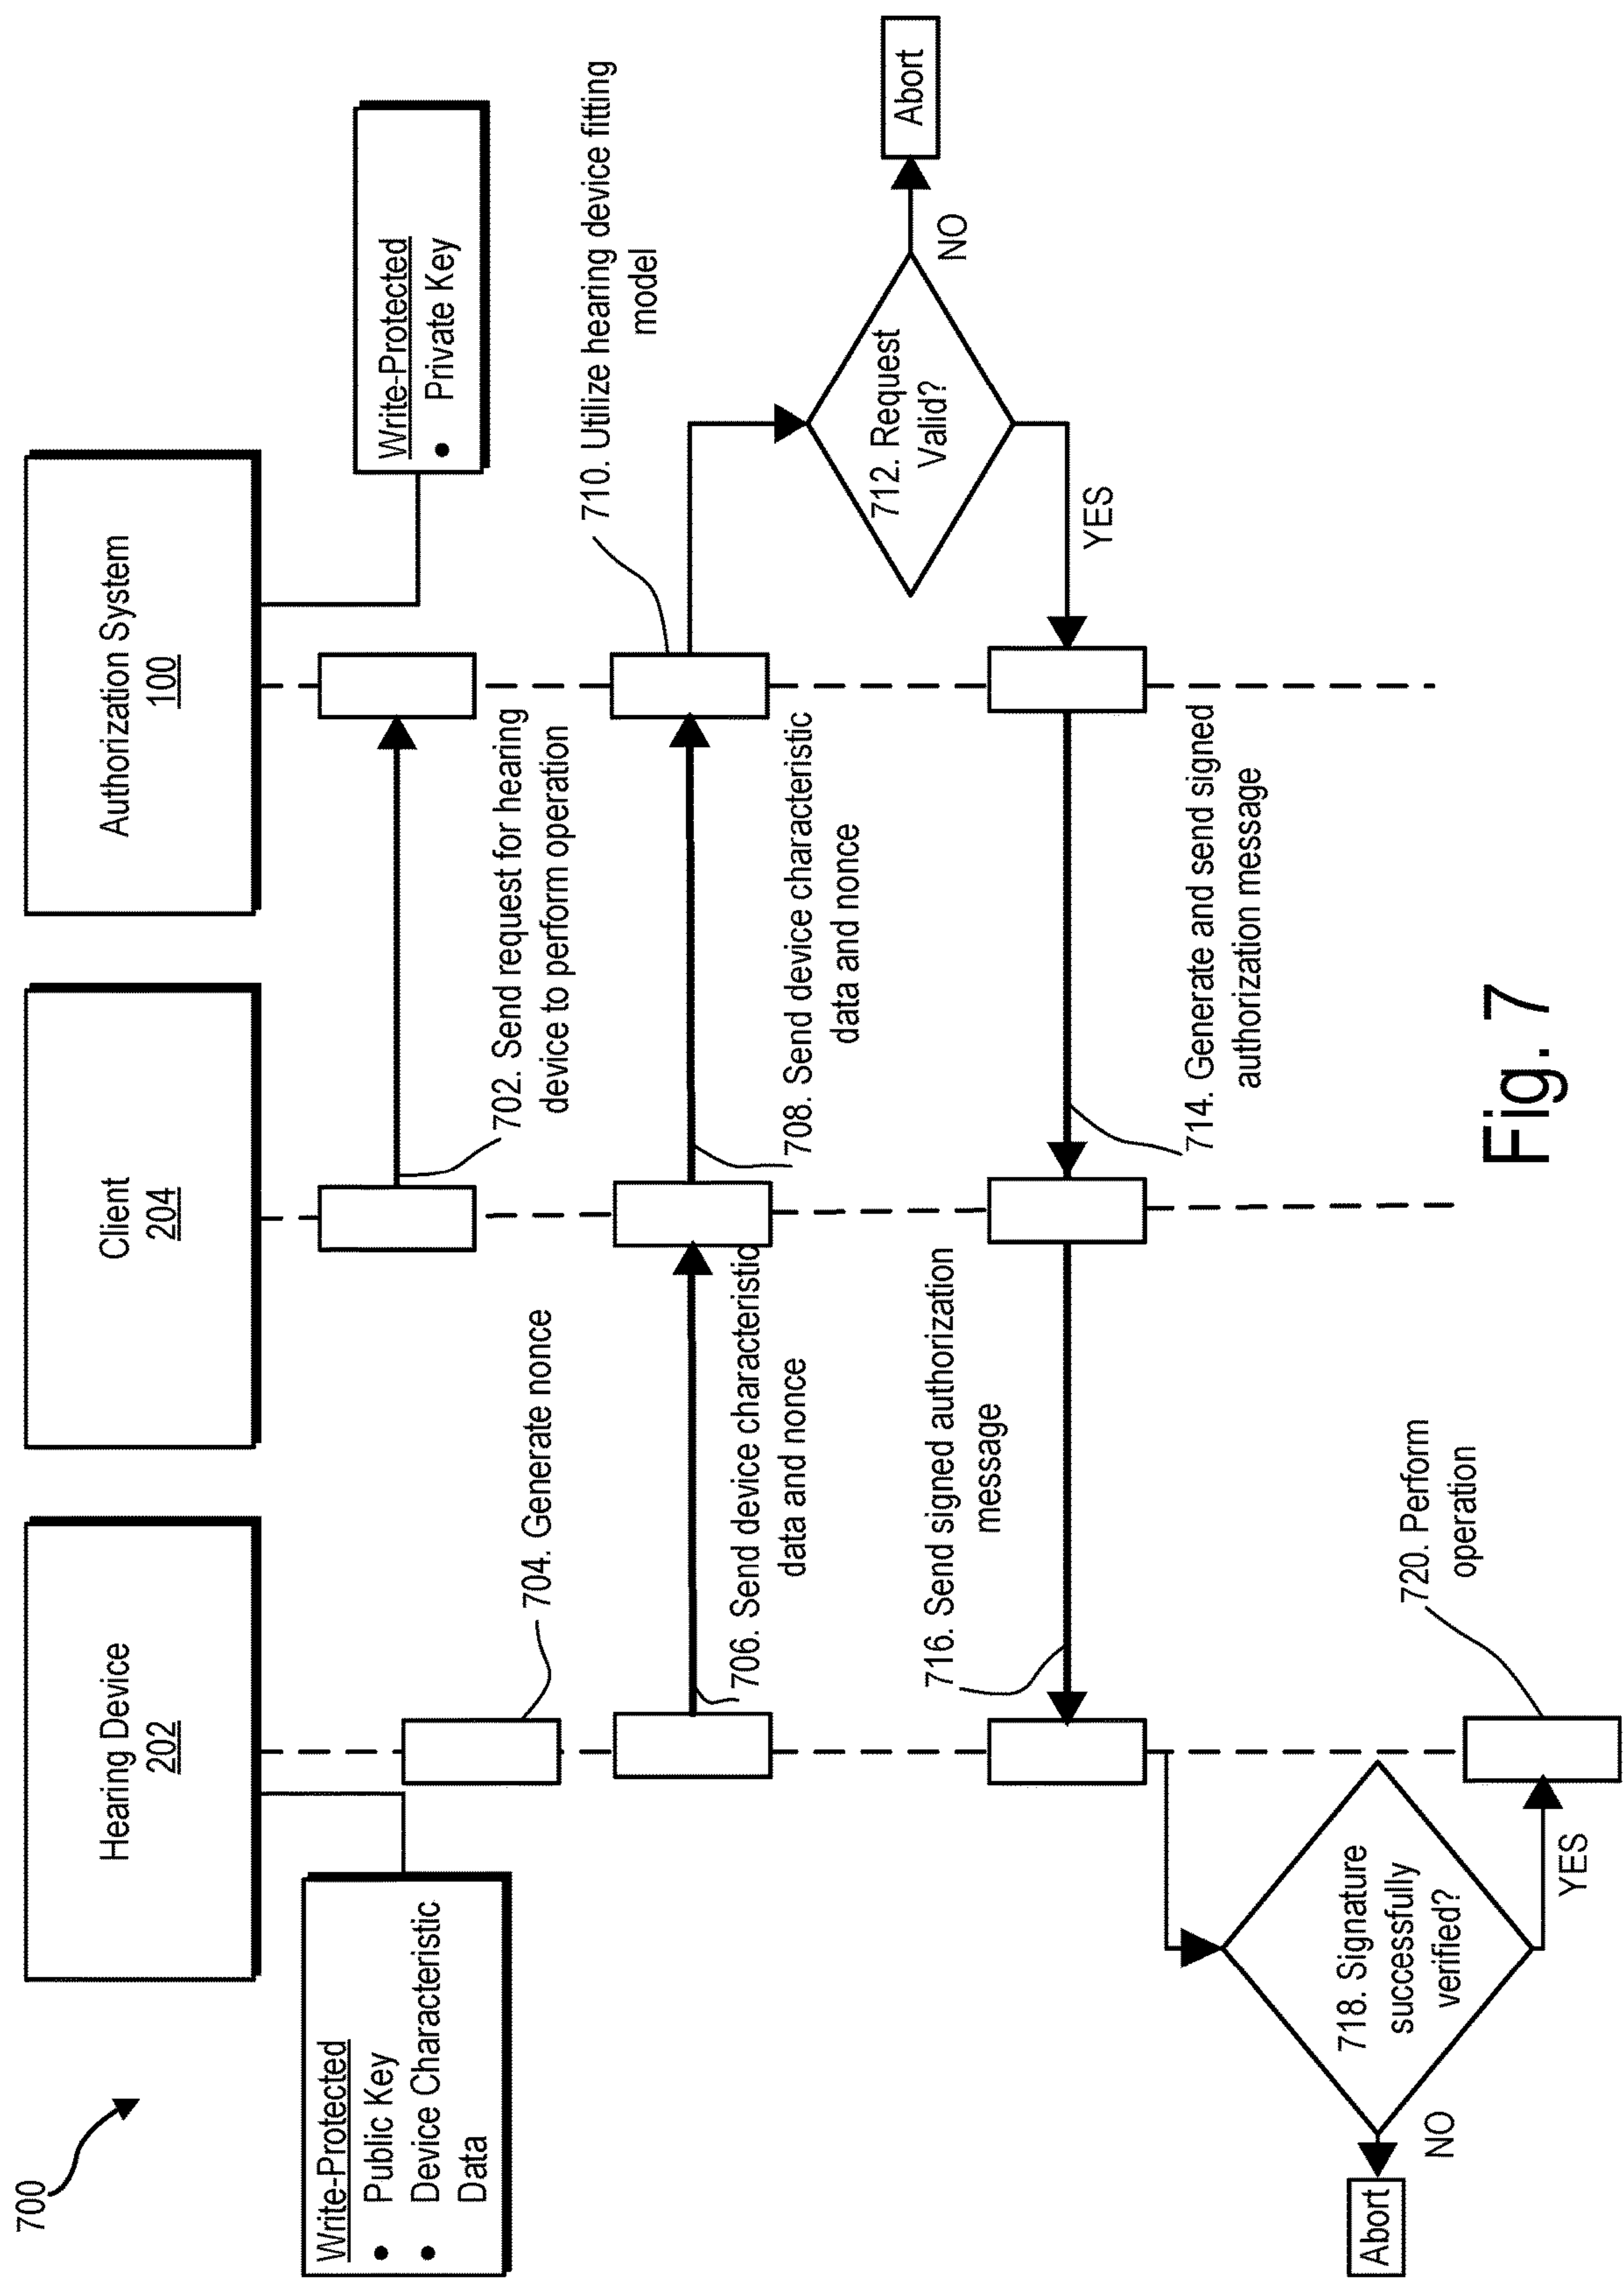 700
Hearing Device
202
Client
204
Authorization System
100
Write-Protected
• Public Key
• Device Characteristic
Data
Write-Protected
• Private Key
702. Send request for hearing
device to perform operation
704. Generate nonce
706. Send device characteristic
data and nonce
708. Send device characteristic
data and nonce
710. Utilize hearing device fitting
model
712. Request
Valid?
NO
Abort
YES
714. Generate and send signed
authorization message
716. Send signed authorization
message
718. Signature
successfully
verified?
NO
Abort
YES
720. Perform
operation
Fig. 7